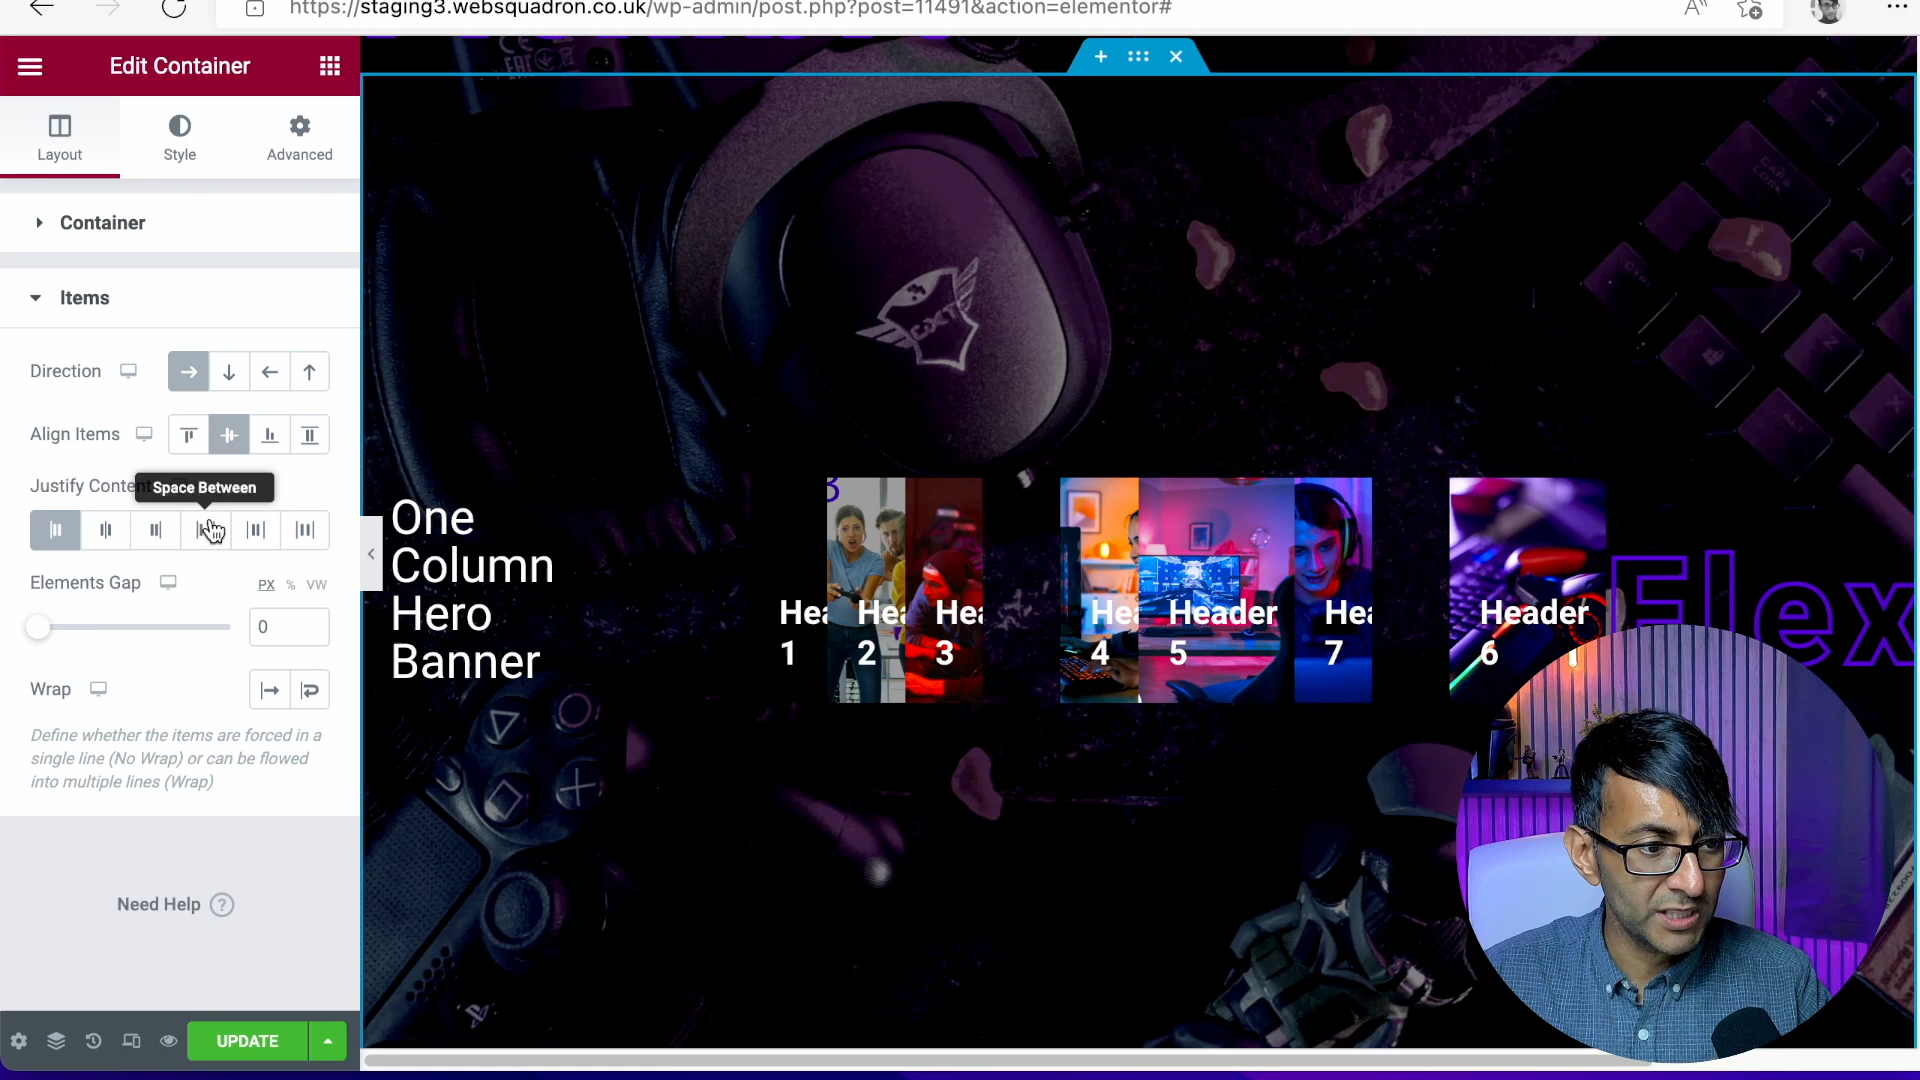 https://staging3.websquadron.co.uk/wp-admin/post.php?post=11491&action=elementor#
Edit Container
Layout
Style
Advanced
Container
Items
Direction
Align Items
Justify Conten
Space Between
Elements Gap
PX % VW
0
Wrap
Define whether the items are forced in a
single line (No Wrap) or can be flowed
into multiple lines (Wrap)
Need Help
UPDATE
One
Column
Hero
Banner
3
Hea
1
Hea
2
Hea
3
Hea
4
Header
5
Hea
7
Header
6
Flex
GXT